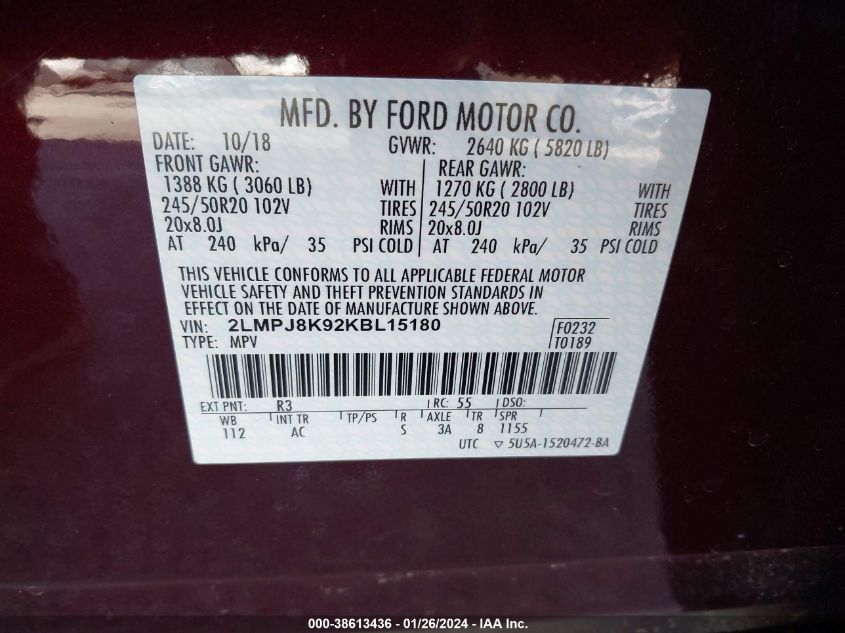 MFD. BY FORD MOTOR CO.
DATE: 10/18 GVWR: 2640 KG ( 5820 LB)
FRONT GAWR: REAR GAWR:
1388 KG ( 3060 LB) WITH 1270 KG ( 2800 LB) WITH
245/50R20 102V TIRES 245/50R20 102V TIRES
20x8.0J RIMS 20x8.0J RIMS
AT 240 kPa/ 35 PSI COLD AT 240 kPa/ 35 PSI COLD
THIS VEHICLE CONFORMS TO ALL APPLICABLE FEDERAL MOTOR
VEHICLE SAFETY AND THEFT PREVENTION STANDARDS IN
EFFECT ON THE DATE OF MANUFACTURE SHOWN ABOVE.
VIN: 2LMPJ8K92KBL15180 F0232
TYPE: MPV T0189
EXT PNT: R3 RC: 55 DSO:
WB INT TR TP/PS R AXLE TR SPR
112 AC S 3A 8 1155
UTC ▽ 5U5A-1520472-BA
000-38613436 - 01/26/2024 - IAA Inc.